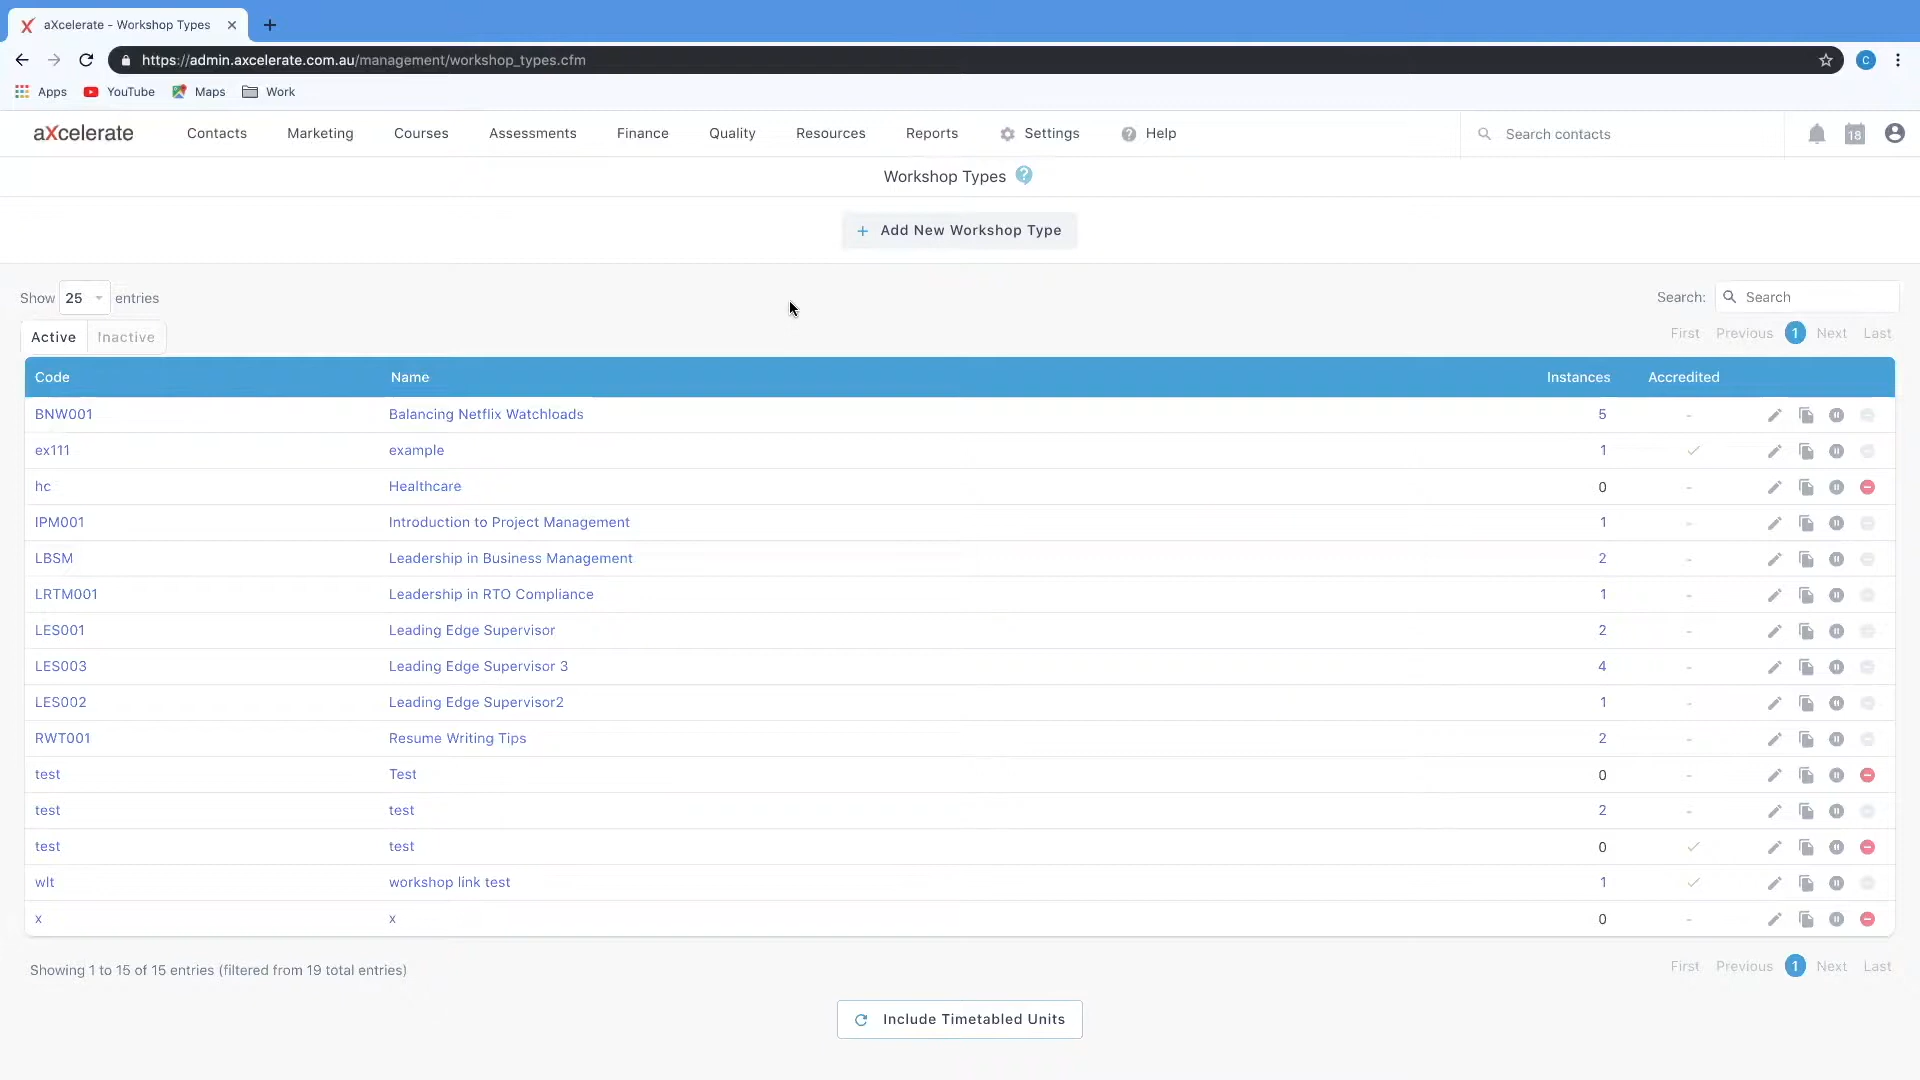 aXcelerate - Workshop Types
https://admin.axcelerate.com.au/management/workshop_types.cfm
C
Apps YouTube Maps Work
aXcelerate Contacts Marketing Courses Assessments Finance Quality Resources Reports Settings Help Search contacts 18
Workshop Types ?
+ Add New Workshop Type
Show 25 entries Search: Search
Active Inactive First Previous 1 Next Last
Code Name Instances Accredited
BNW001 Balancing Netflix Watchloads 5 -
ex111 example 1
hc Healthcare 0 -
IPM001 Introduction to Project Management 1 -
LBSM Leadership in Business Management 2 -
LRTM001 Leadership in RTO Compliance 1 -
LES001 Leading Edge Supervisor 2 -
LES003 Leading Edge Supervisor 3 4 -
LES002 Leading Edge Supervisor2 1 -
RWT001 Resume Writing Tips 2 -
test Test 0 -
test test 2 -
test test 0
wlt workshop link test 1
x x 0 -
Showing 1 to 15 of 15 entries (filtered from 19 total entries) First Previous 1 Next Last
Include Timetabled Units